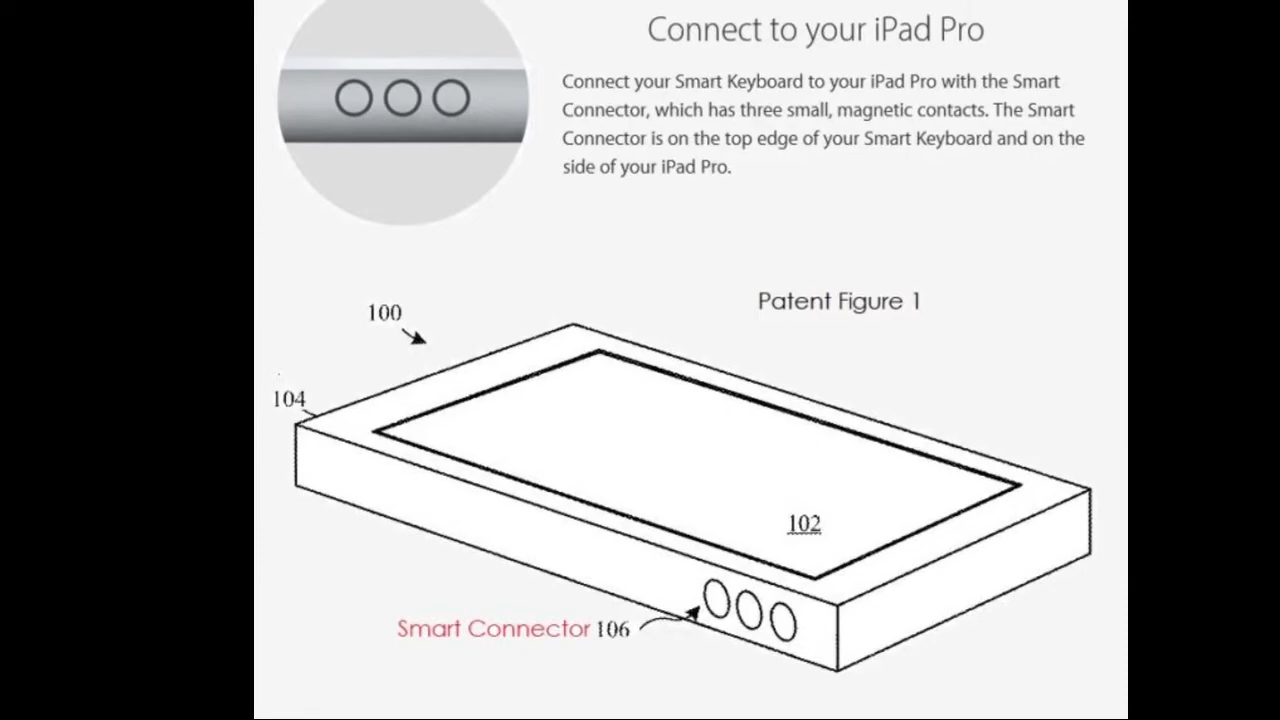 Connect to your iPad Pro
Connect your Smart Keyboard to your iPad Pro with the Smart
Connector, which has three small, magnetic contacts. The Smart
Connector is on the top edge of your Smart Keyboard and on the
side of your iPad Pro.
Patent Figure 1
100
104
102
Smart Connector 106